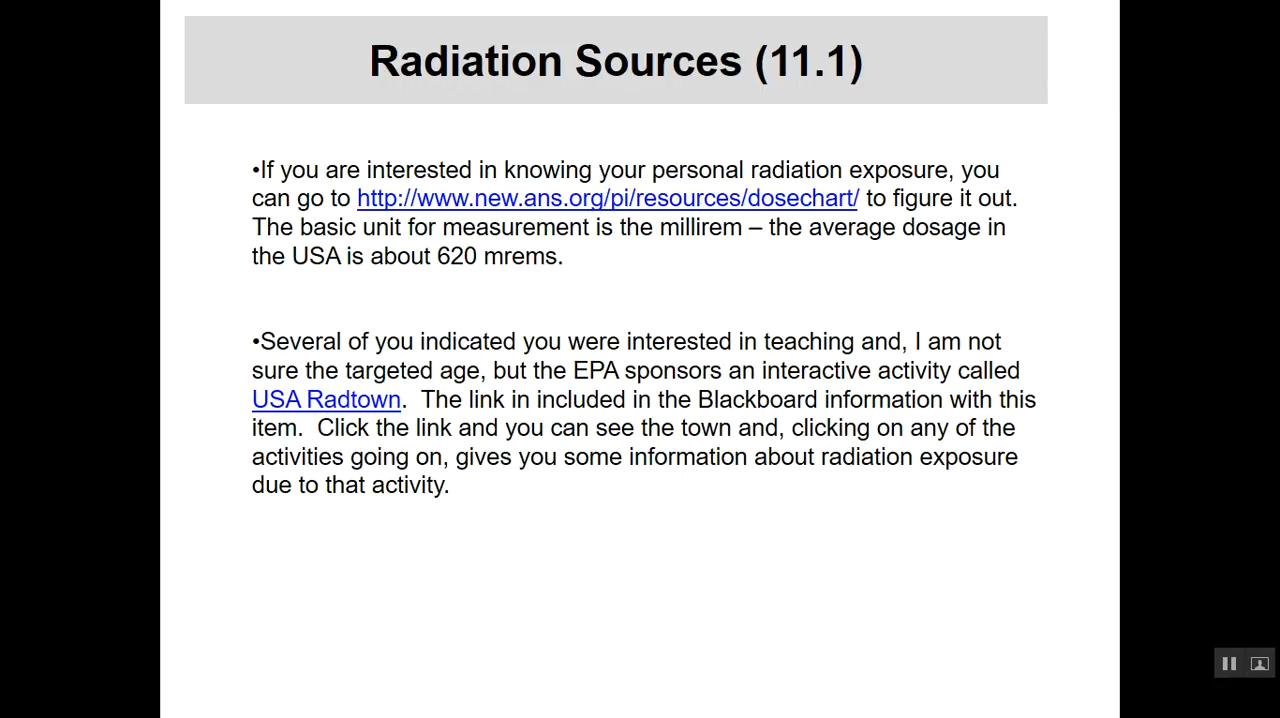 Radiation Sources (11.1)
•If you are interested in knowing your personal radiation exposure, you
can go to http://www.new.ans.org/pi/resources/dosechart/ to figure it out.
The basic unit for measurement is the millirem – the average dosage in
the USA is about 620 mrems.
•Several of you indicated you were interested in teaching and, I am not
sure the targeted age, but the EPA sponsors an interactive activity called
USA Radtown.  The link in included in the Blackboard information with this
item.  Click the link and you can see the town and, clicking on any of the
activities going on, gives you some information about radiation exposure
due to that activity.